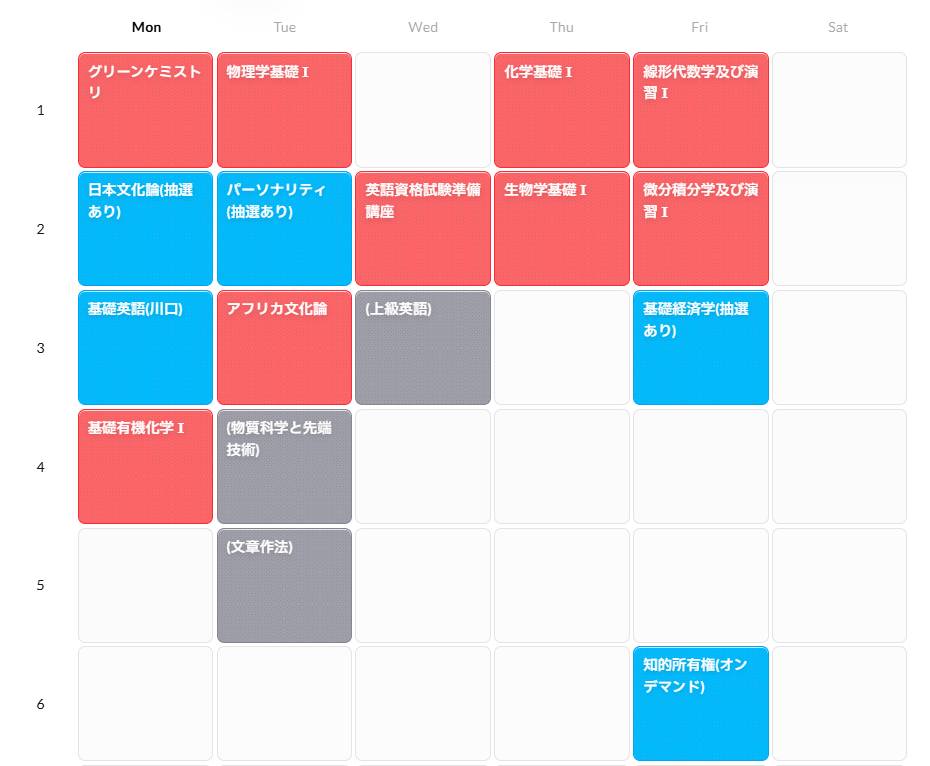 Mon
Tue
Wed
Thu
Fri
Sat
1
グリーンケミスト
リ
物理学基礎 I
化学基礎 I
線形代数学及び演
習 I
2
日本文化論(抽選
あり)
パーソナリティ
(抽選あり)
英語資格試験準備
講座
生物学基礎 I
微分積分学及び演
習 I
3
基礎英語(川口)
アフリカ文化論
(上級英語)
基礎経済学(抽選
あり)
4
基礎有機化学 I
(物質科学と先端
技術)
5
(文章作法)
6
知的所有権(オン
デマンド)